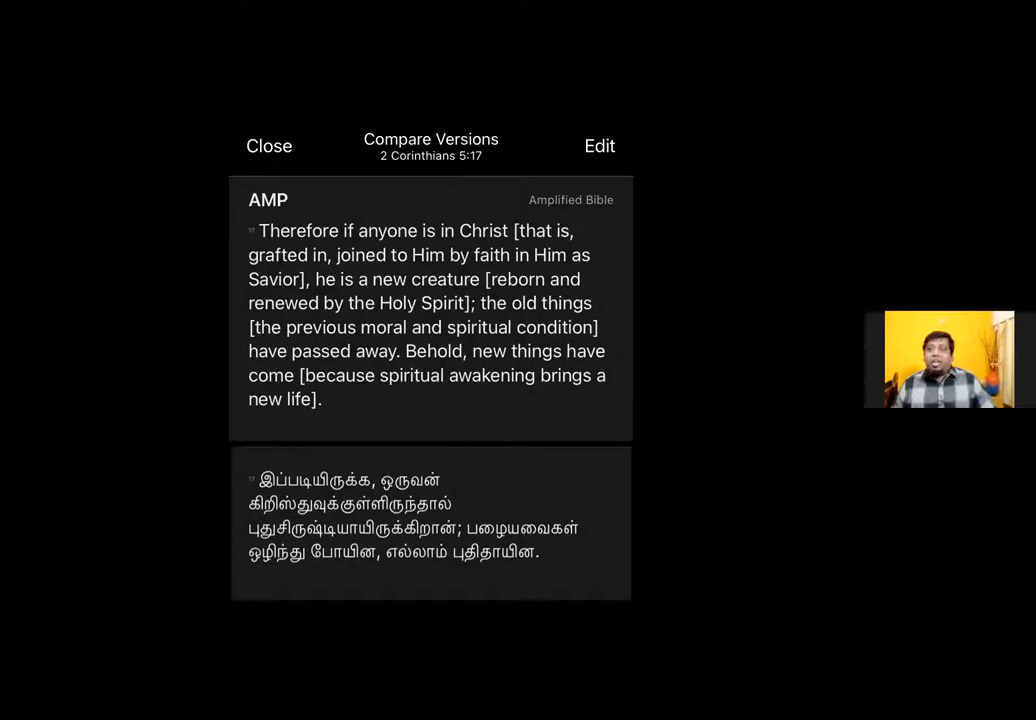 Close
Compare Versions
Edit
2 Corinthians 5:17
AMP
Amplified Bible
17 Therefore if anyone is in Christ [that is,
grafted in, joined to Him by faith in Him as
Savior], he is a new creature [reborn and
renewed by the Holy Spirit]; the old things
[the previous moral and spiritual condition]
have passed away. Behold, new things have
come [because spiritual awakening brings a
new life].
17 இப்படியிருக்க, ஒருவன்
கிறிஸ்துவுக்குள்ளிருந்தால்
புதுசிருஷ்டியாயிருக்கிறான்; பழையவைகள்
ஒழிந்து போயின, எல்லாம் புதிதாயின.